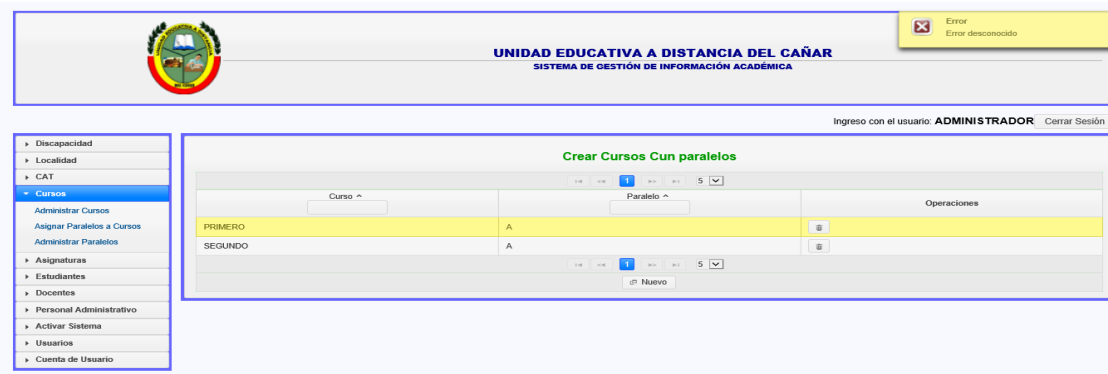 Error
Error desconocido
UNIDAD EDUCATIVA A DISTANCIA DEL CAÑAR
SISTEMA DE GESTIÓN DE INFORMACIÓN ACADÉMICA
Ingreso con el usuario: ADMINISTRADOR Cerrar Sesión
Discapacidad
Localidad
CAT
Cursos
Administrar Cursos
Asignar Paralelos a Cursos
Administrar Paralelos
Asignaturas
Estudiantes
Docentes
Personal Administrativo
Activar Sistema
Usuarios
Cuenta de Usuario
Crear Cursos Cun paralelos
1 5
Curso Paralelo Operaciones
PRIMERO A
SEGUNDO A
1 5
Nuevo